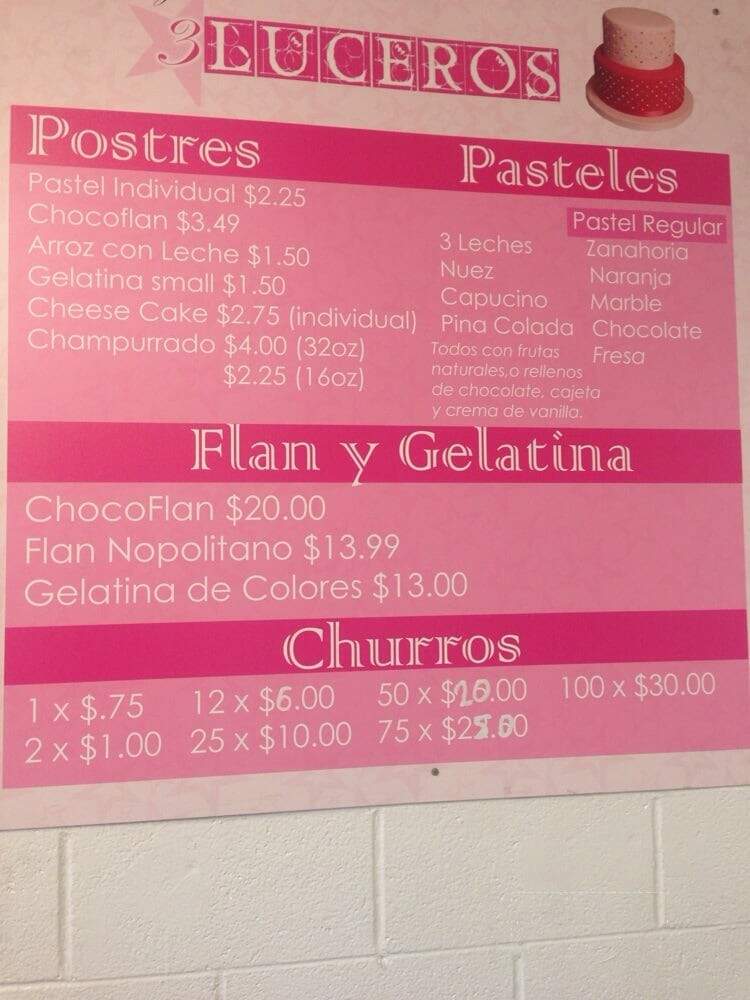 3 LUCEROS
Postres
Pastel Individual $2.25
Chocoflan $3.49
Arroz con Leche $1.50
Gelatina small $1.50
Cheese Cake $2.75 (individual)
Champurrado $4.00 (32oz)
$2.25 (16oz)
Pasteles
3 Leches
Nuez
Capucino
Pina Colada
Todos con frutas
naturales,o rellenos
de chocolate, cajeta
y crema de vanilla.
Pastel Regular
Zanahoria
Naranja
Marble
Chocolate
Fresa
Flan y Gelatina
ChocoFlan $20.00
Flan Nopolitano $13.99
Gelatina de Colores $13.00
Churros
1 x $.75 12 x $6.00 50 x $20.00 100 x $30.00
2 x $1.00 25 x $10.00 75 x $25.00